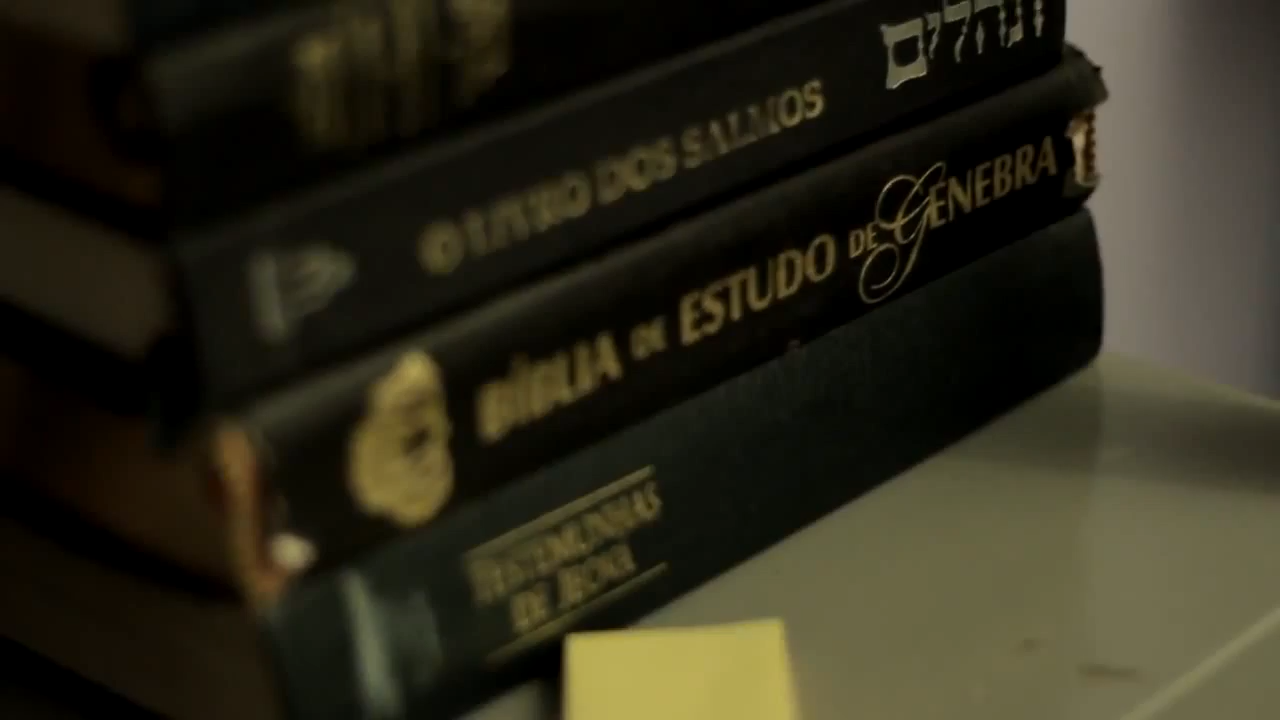 תהלים
O LIVRO DOS SALMOS
BÍBLIA DE ESTUDO DE GENEBRA
TESTEMUNHAS
DE JEOVÁ